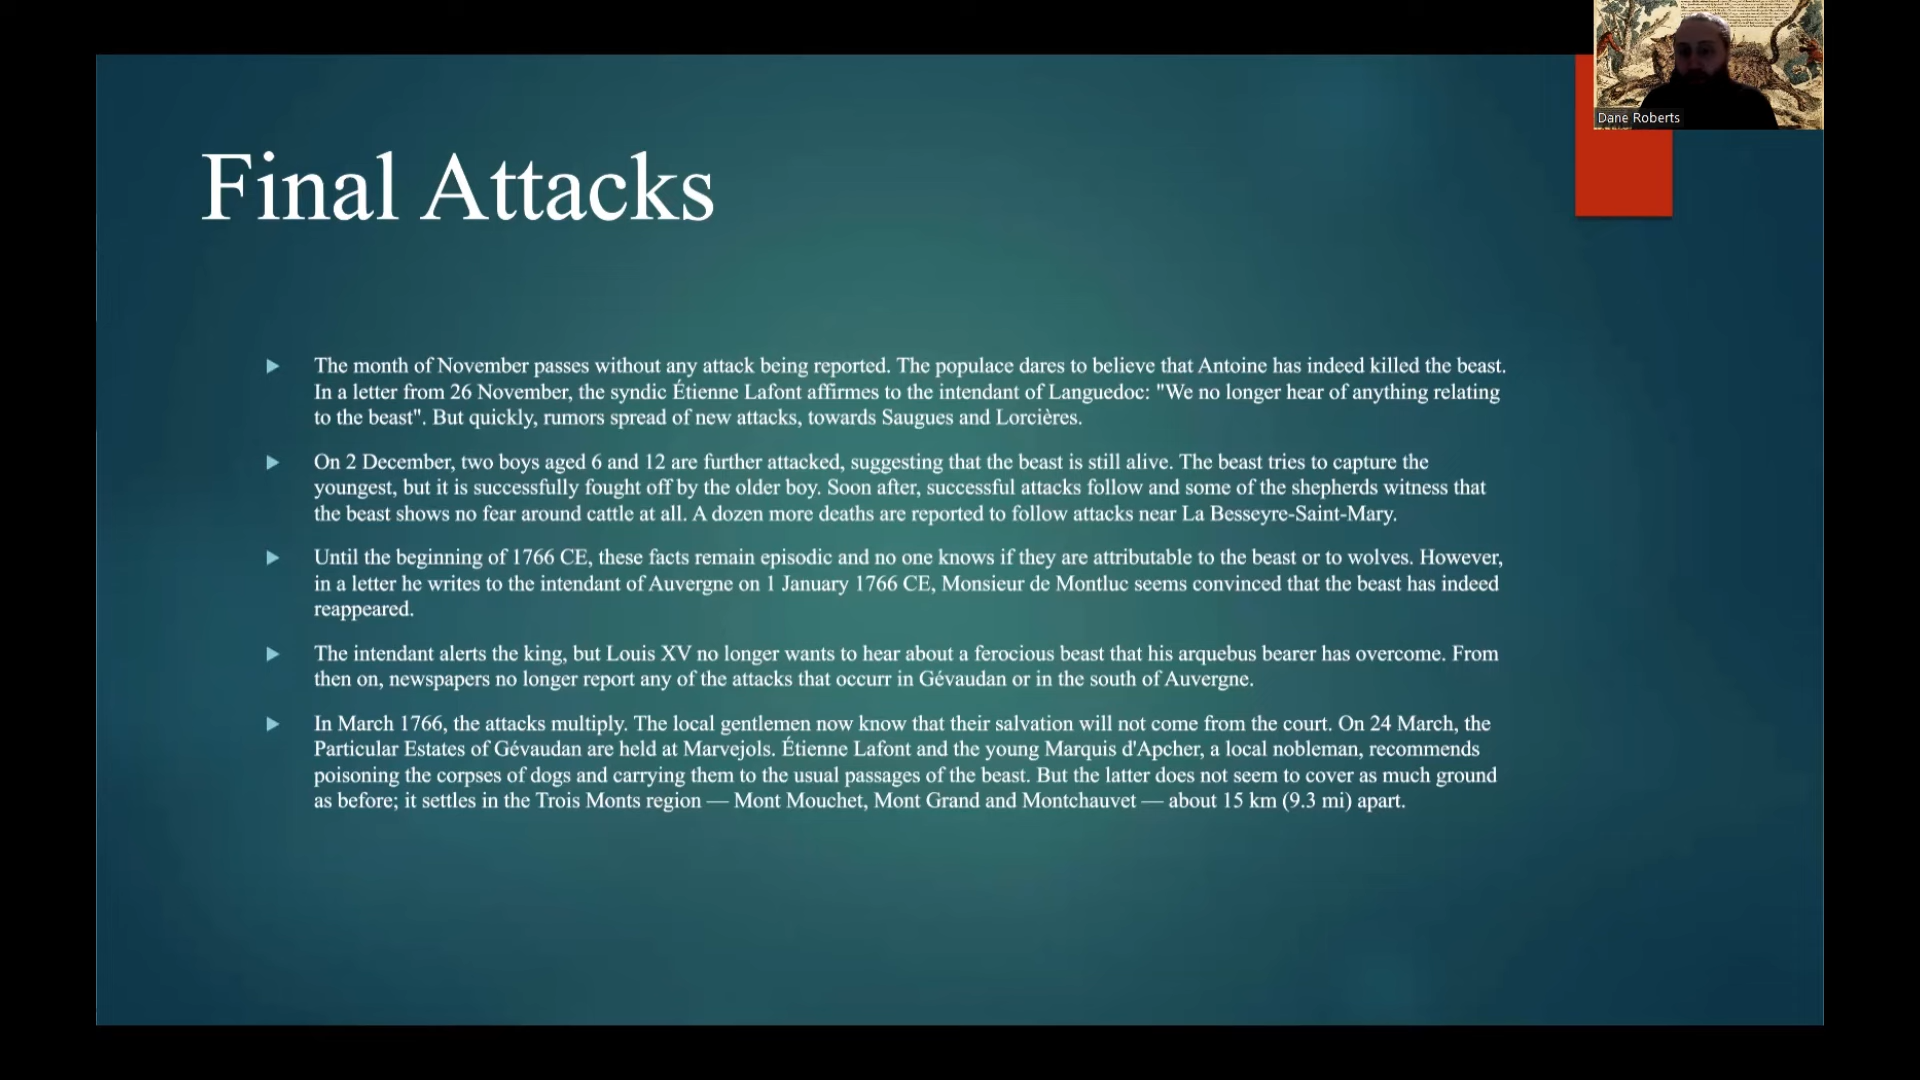 Dane Roberts
Final Attacks
The month of November passes without any attack being reported. The populace dares to believe that Antoine has indeed killed the beast.
In a letter from 26 November, the syndic Étienne Lafont affirmes to the intendant of Languedoc: "We no longer hear of anything relating
to the beast". But quickly, rumors spread of new attacks, towards Saugues and Lorcières.
On 2 December, two boys aged 6 and 12 are further attacked, suggesting that the beast is still alive. The beast tries to capture the
youngest, but it is successfully fought off by the older boy. Soon after, successful attacks follow and some of the shepherds witness that
the beast shows no fear around cattle at all. A dozen more deaths are reported to follow attacks near La Besseyre-Saint-Mary.
Until the beginning of 1766 CE, these facts remain episodic and no one knows if they are attributable to the beast or to wolves. However,
in a letter he writes to the intendant of Auvergne on 1 January 1766 CE, Monsieur de Montluc seems convinced that the beast has indeed
reappeared.
The intendant alerts the king, but Louis XV no longer wants to hear about a ferocious beast that his arquebus bearer has overcome. From
then on, newspapers no longer report any of the attacks that occurr in Gévaudan or in the south of Auvergne.
In March 1766, the attacks multiply. The local gentlemen now know that their salvation will not come from the court. On 24 March, the
Particular Estates of Gévaudan are held at Marvejols. Étienne Lafont and the young Marquis d'Apcher, a local nobleman, recommends
poisoning the corpses of dogs and carrying them to the usual passages of the beast. But the latter does not seem to cover as much ground
as before; it settles in the Trois Monts region — Mont Mouchet, Mont Grand and Montchauvet — about 15 km (9.3 mi) apart.